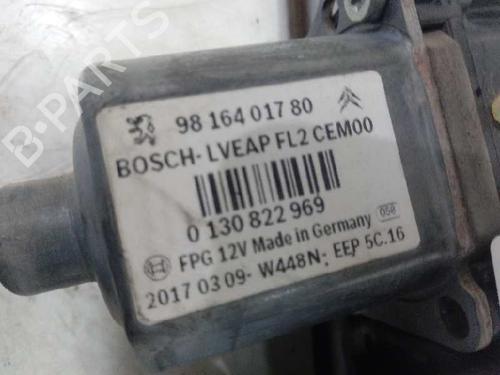 98 164 017 80
BOSCH- LVEAP FL2 CEM00
0 130 822 969
FPG 12V Made in Germany 050
2017 03 09- W448N; EEP 5C.16
B-PARTS